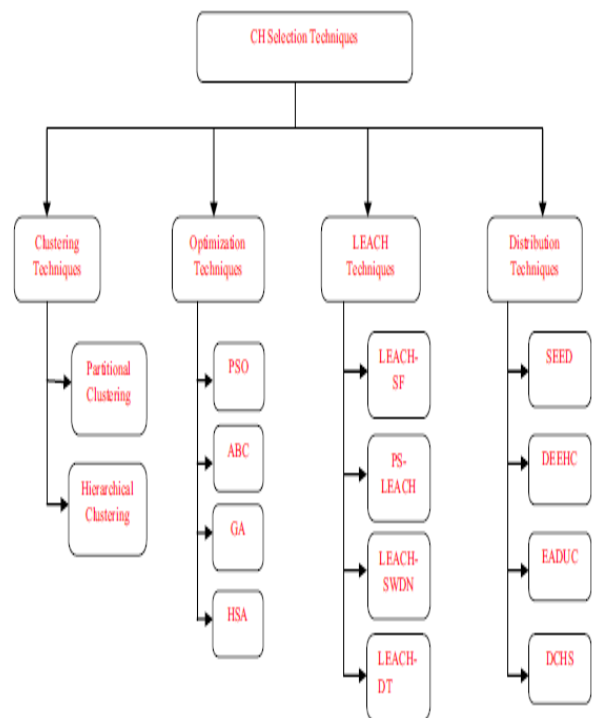 CH Selection Techniques
Clustering
Techniques
Optimization
Techniques
LEACH
Techniques
Distribution
Techniques
Partitional
Clustering
Hierarchical
Clustering
PSO
ABC
GA
HSA
LEACH-
SF
PS-
LEACH
LEACH-
SWDN
LEACH-
DT
SEED
DEEHC
EADUC
DCHS